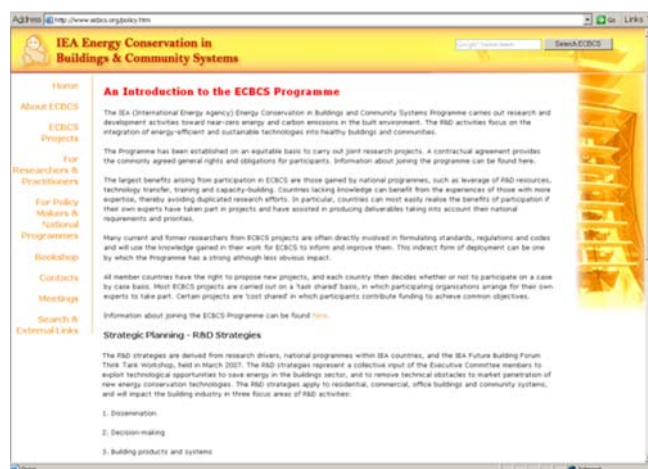 Address http://www.ecbcs.org/policy.htm Go Links
IEA Energy Conservation in
Buildings & Community Systems
Search ECBCS
Home
About ECBCS
ECBCS
Projects
For
Researchers &
Practitioners
For Policy
Makers &
National
Programmes
Bookshop
Contacts
Meetings
Search &
External Links
An Introduction to the ECBCS Programme
The IEA (International Energy Agency) Energy Conservation in Buildings and Community Systems Programme carries out research and
development activities toward near-zero energy and carbon emissions in the built environment. The R&D activities focus on the
integration of energy-efficient and sustainable technologies into healthy buildings and communities.
The Programme has been established on an equitable basis to carry out joint research projects. A contractual agreement provides
the commonly agreed general rights and obligations for participants. Information about joining the programme can be found here.
The largest benefits arising from participation in ECBCS are those gained by national programmes, such as leverage of R&D resources,
technology transfer, training and capacity-building. Countries lacking knowledge can benefit from the experiences of those with more
expertise, thereby avoiding duplicated research efforts. In particular, countries can most easily realise the benefits of participation if
their own experts have taken part in projects and have assisted in producing deliverables taking into account their national
requirements and priorities.
Many current and former researchers from ECBCS projects are often directly involved in formulating standards, regulations and codes
and will use the knowledge gained in their work for ECBCS to inform and improve them. This indirect form of deployment can be one
by which the Programme has a strong although less obvious impact.
All member countries have the right to propose new projects, and each country then decides whether or not to participate on a case
by case basis. Most ECBCS projects are carried out on a 'task shared' basis, in which participating organisations arrange for their own
experts to take part. Certain projects are 'cost shared' in which participants contribute funding to achieve common objectives.
Information about joining the ECBCS Programme can be found here.
Strategic Planning - R&D Strategies
The R&D strategies are derived from research drivers, national programmes within IEA countries, and the IEA Future Building Forum
Think Tank Workshop, held in March 2007. The R&D strategies represent a collective input of the Executive Committee members to
exploit technological opportunities to save energy in the buildings sector, and to remove technical obstacles to market penetration of
new energy conservation technologies. The R&D strategies apply to residential, commercial, office buildings and community systems,
and will impact the building industry in three focus areas of R&D activities:
1. Dissemination
2. Decision-making
3. Building products and systems